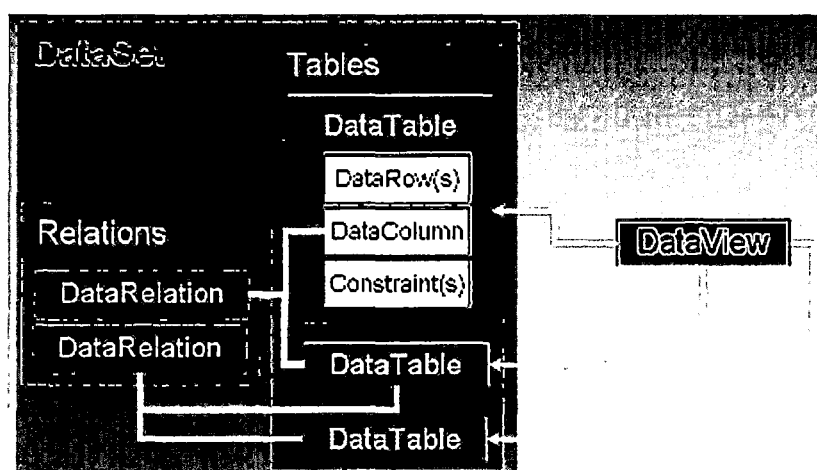 DataSet
Tables
DataTable
DataRow(s)
DataColumn
Constraint(s)
Relations
DataRelation
DataRelation
DataTable
DataTable
DataView